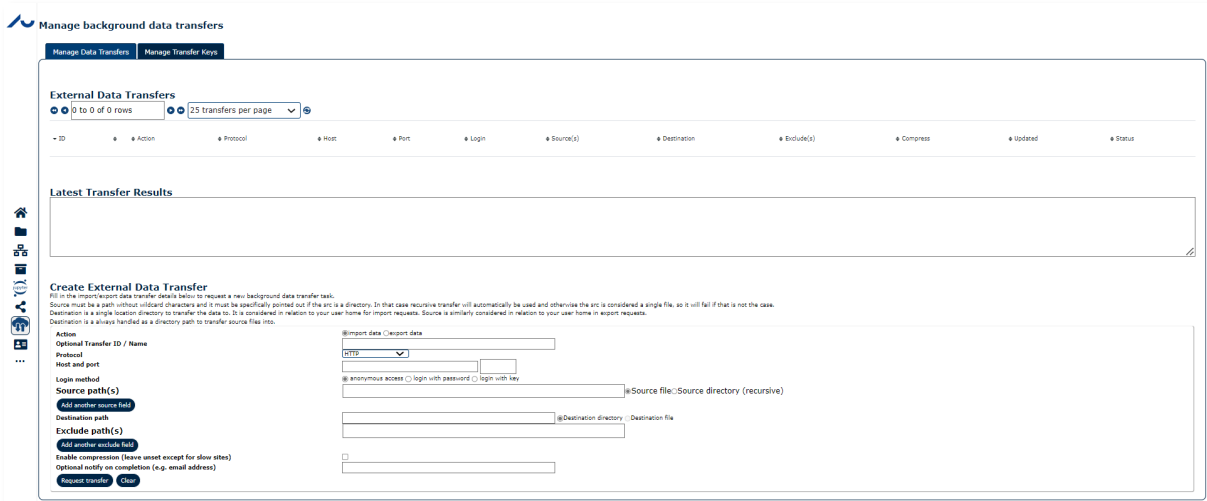 Manage background data transfers
Manage Data Transfers Manage Transfer Keys
External Data Transfers
0 to 0 of 0 rows 25 transfers per page
ID Action Protocol Host Port Login Source(s) Destination Exclude(s) Compress Updated Status
Latest Transfer Results
Create External Data Transfer
Fill in the import/export data transfer details below to request a new background data transfer task.
Source must be a path without wildcard characters and it must be specifically pointed out if the src is a directory. In that case recursive transfer will automatically be used and otherwise the src is considered a single file, so it will fail if that is not the case.
Destination is a single location directory to transfer the data to. It is considered in relation to your user home for import requests. Source is similarly considered in relation to your user home in export requests.
Destination is a always handled as a directory path to transfer source files into.
Action import data export data
Optional Transfer ID / Name
Protocol HTTP
Host and port
Login method anonymous access login with password login with key
Source path(s) Source file Source directory (recursive)
Add another source field
Destination path Destination directory Destination file
Exclude path(s)
Add another exclude field
Enable compression (leave unset except for slow sites)
Optional notify on completion (e.g. email address)
Request transfer Clear